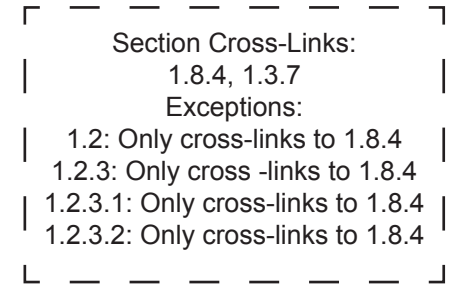 Section Cross-Links:
1.8.4, 1.3.7
Exceptions:
1.2: Only cross-links to 1.8.4
1.2.3: Only cross -links to 1.8.4
1.2.3.1: Only cross-links to 1.8.4
1.2.3.2: Only cross-links to 1.8.4